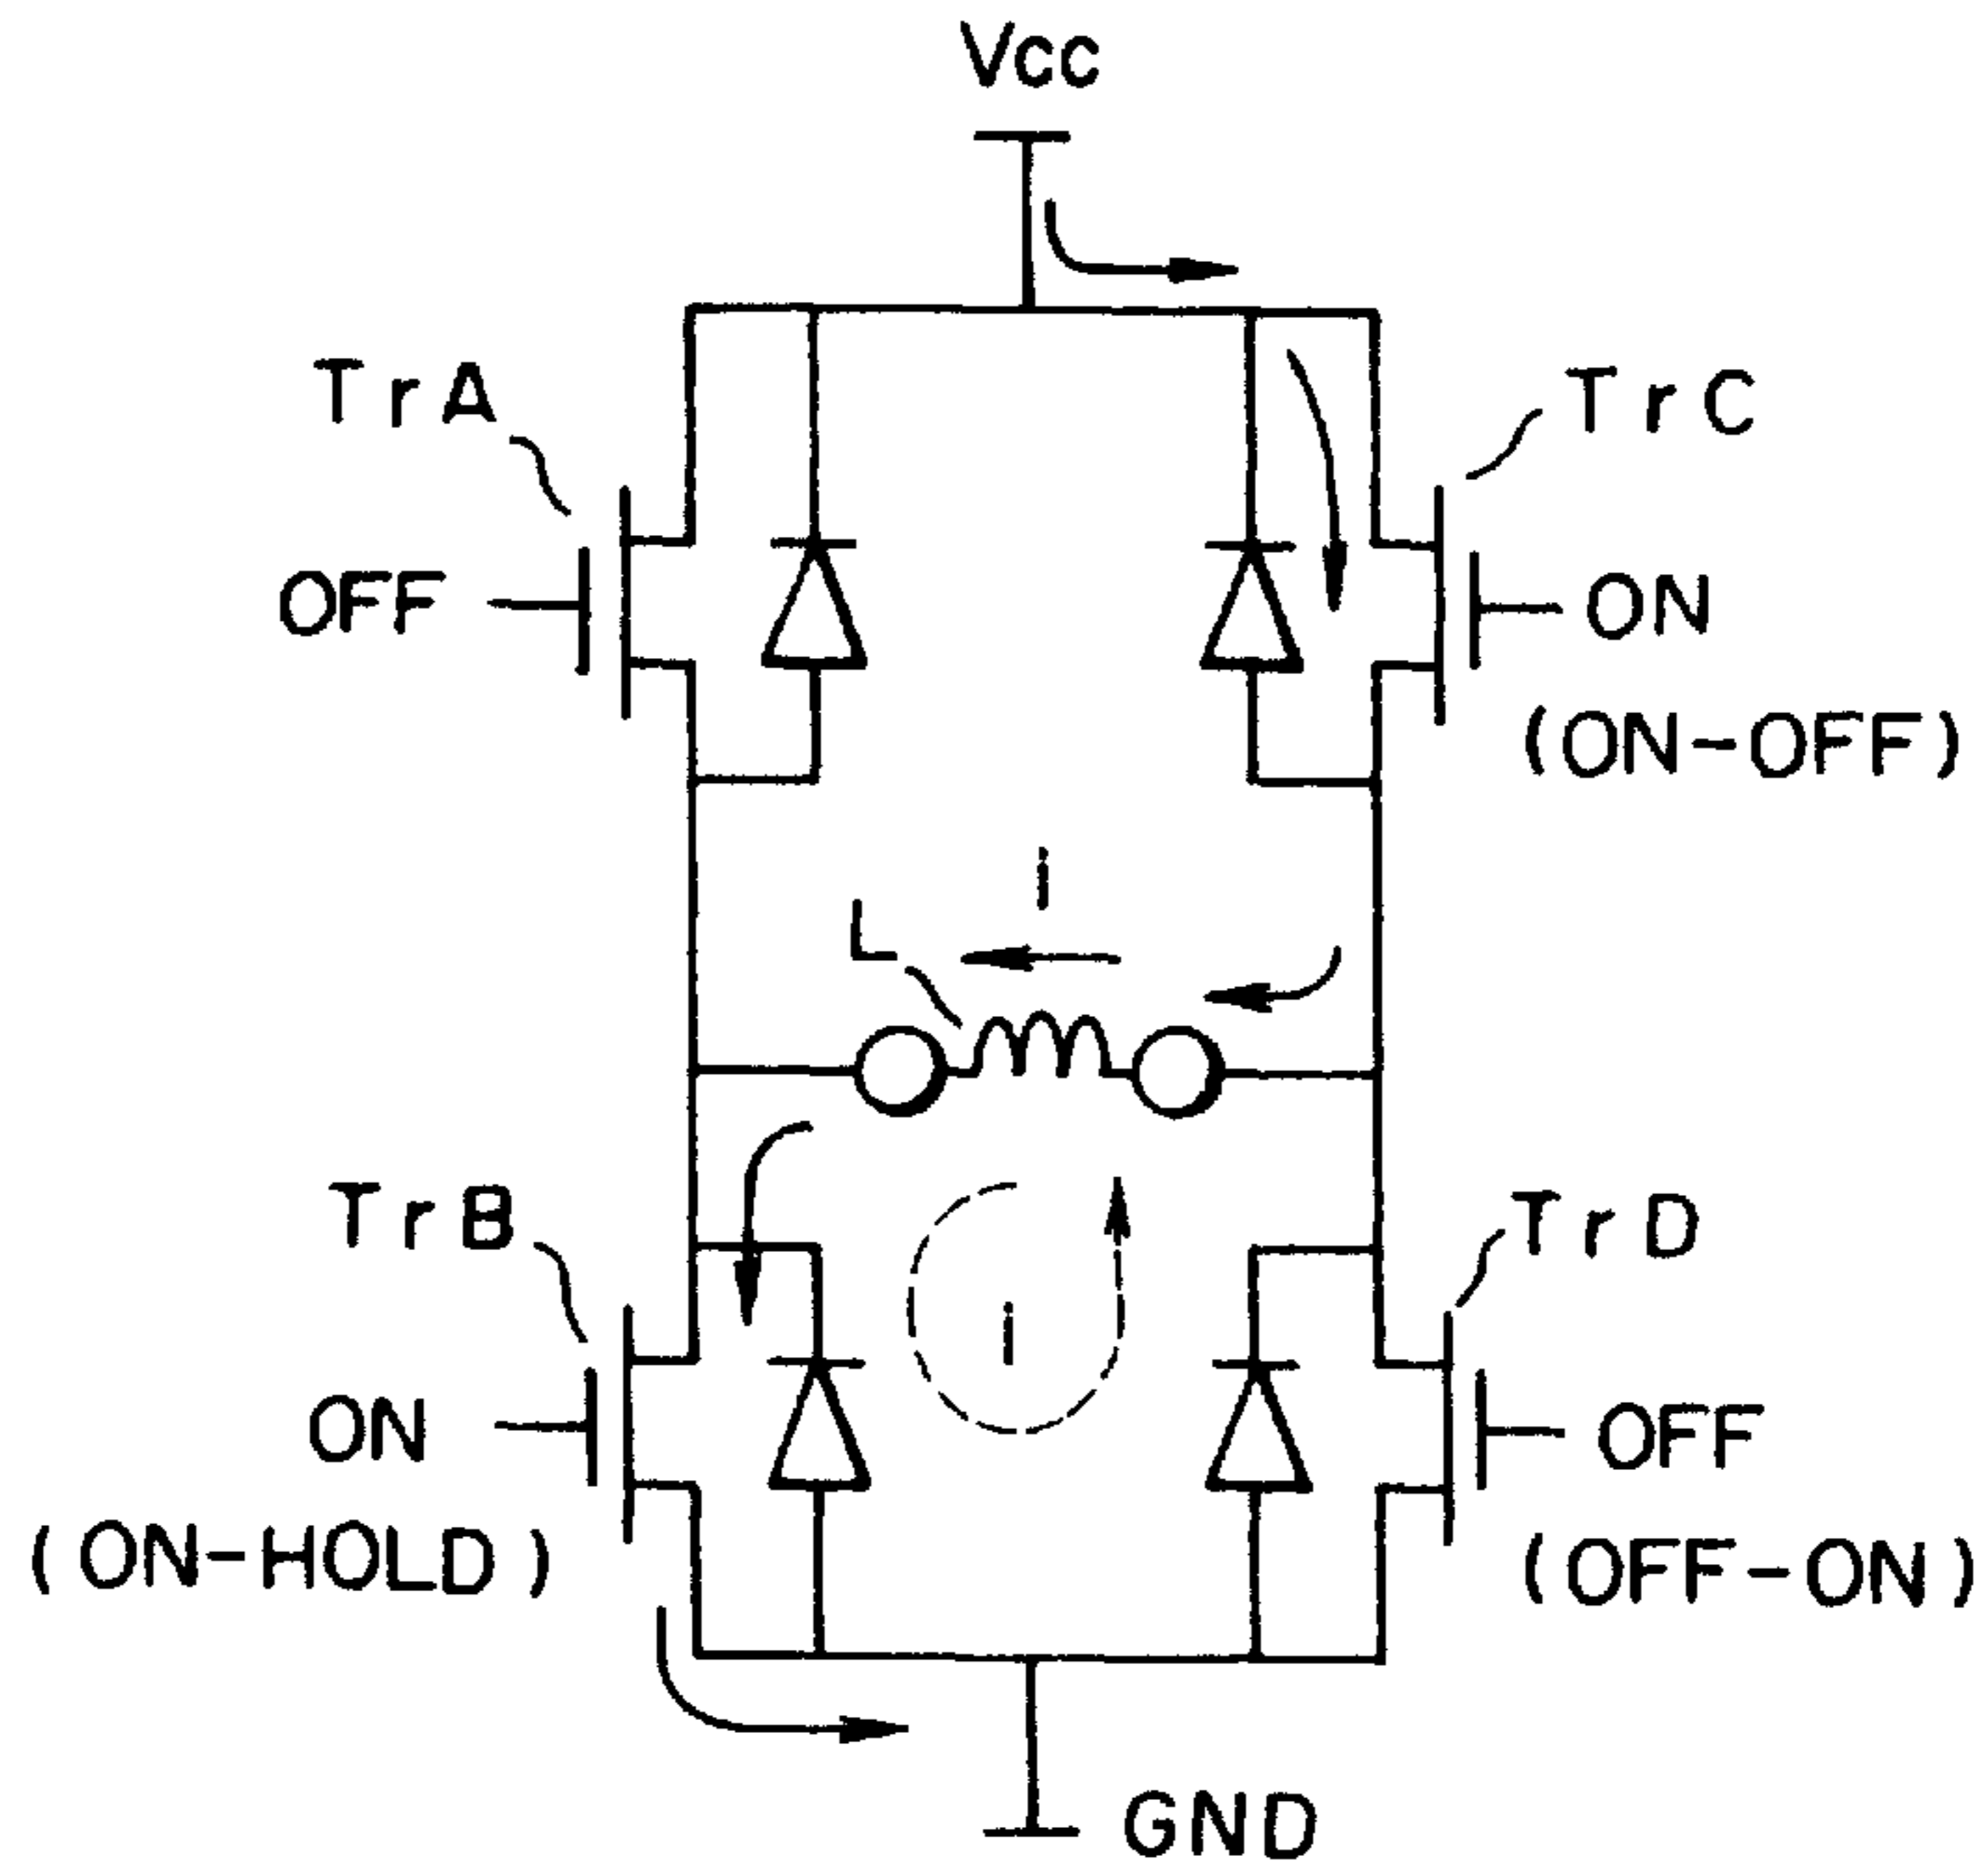 Vcc
TrA
TrC
OFF
ON
(ON-OFF)
i
L
TrB
TrD
i
ON
OFF
(ON-HOLD)
(OFF-ON)
GND